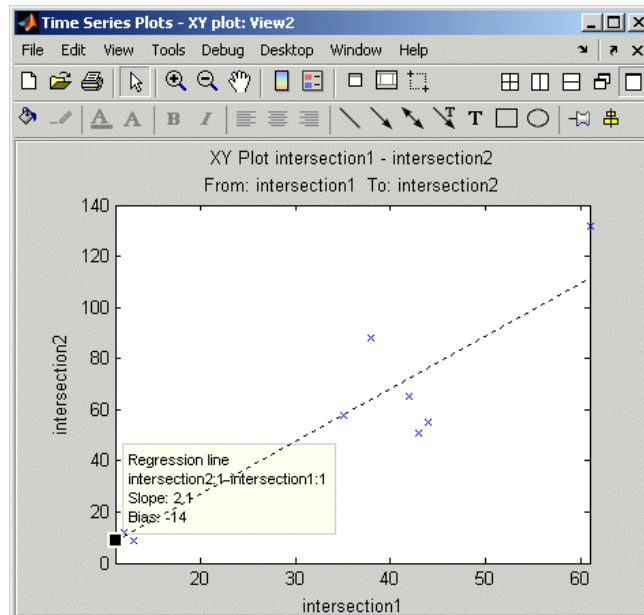 Time Series Plots - XY plot: View2
File Edit View Tools Debug Desktop Window Help
A A B I T T
XY Plot intersection1 - intersection2
From: intersection1 To: intersection2
140
120
100
80
60
40
20
0
intersection2
Regression line
intersection2:1-intersection1:1
Slope: 2.1
Bias: -14
20 30 40 50 60
intersection1